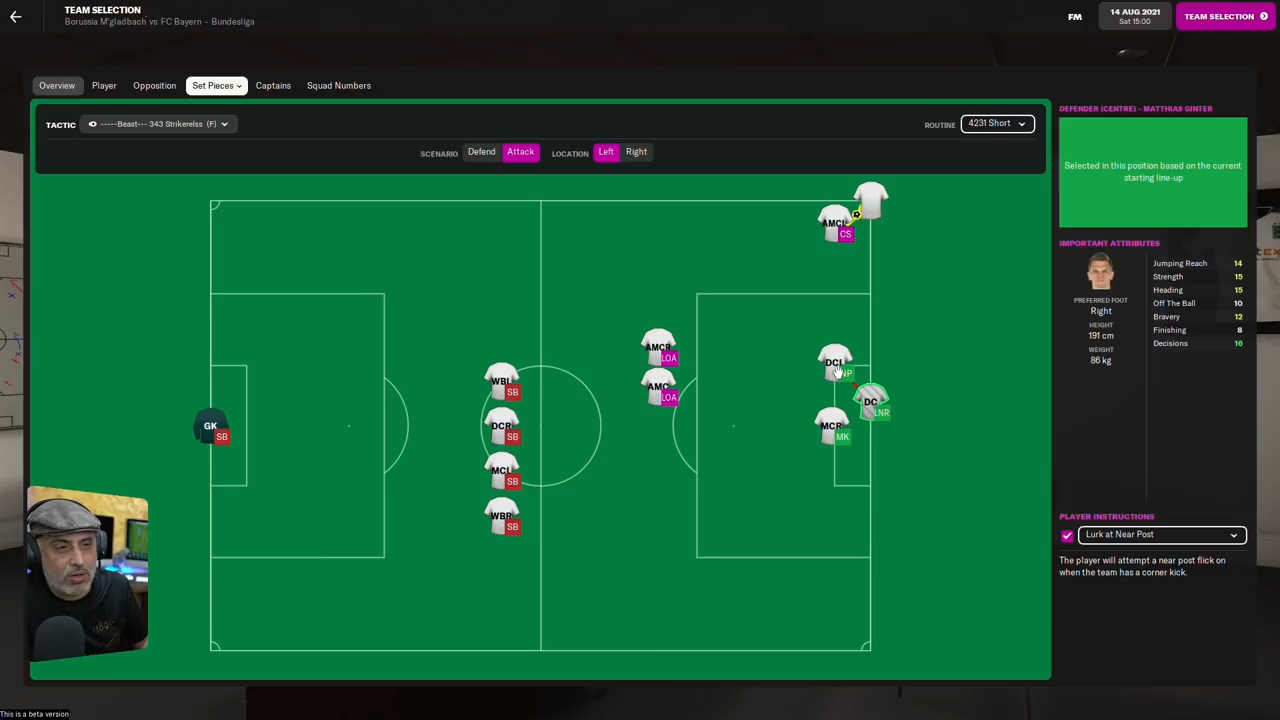 TEAM SELECTION
Borussia M'gladbach vs FC Bayern - Bundesliga
FM
14 AUG 2021
Sat 15:00
TEAM SELECTION
Overview
Player
Opposition
Set Pieces
Captains
Squad Numbers
TACTIC
-----Beast--- 343 Strikerelss (F)
ROUTINE
4231 Short
SCENARIO
Defend
Attack
LOCATION
Left
Right
AMCL
CS
AMCR
LOA
AMC
LOA
DCL
NP
DC
LNR
MCR
MK
WBL
SB
DCR
SB
MCL
SB
WBR
SB
GK
SB
DEFENDER (CENTRE) - MATTHIAS GINTER
Selected in this position based on the current
starting line-up
IMPORTANT ATTRIBUTES
PREFERRED FOOT
Right
HEIGHT
191 cm
WEIGHT
86 kg
Jumping Reach 14
Strength 15
Heading 15
Off The Ball 10
Bravery 12
Finishing 8
Decisions 16
PLAYER INSTRUCTIONS
Lurk at Near Post
The player will attempt a near post flick on
when the team has a corner kick.
This is a beta version